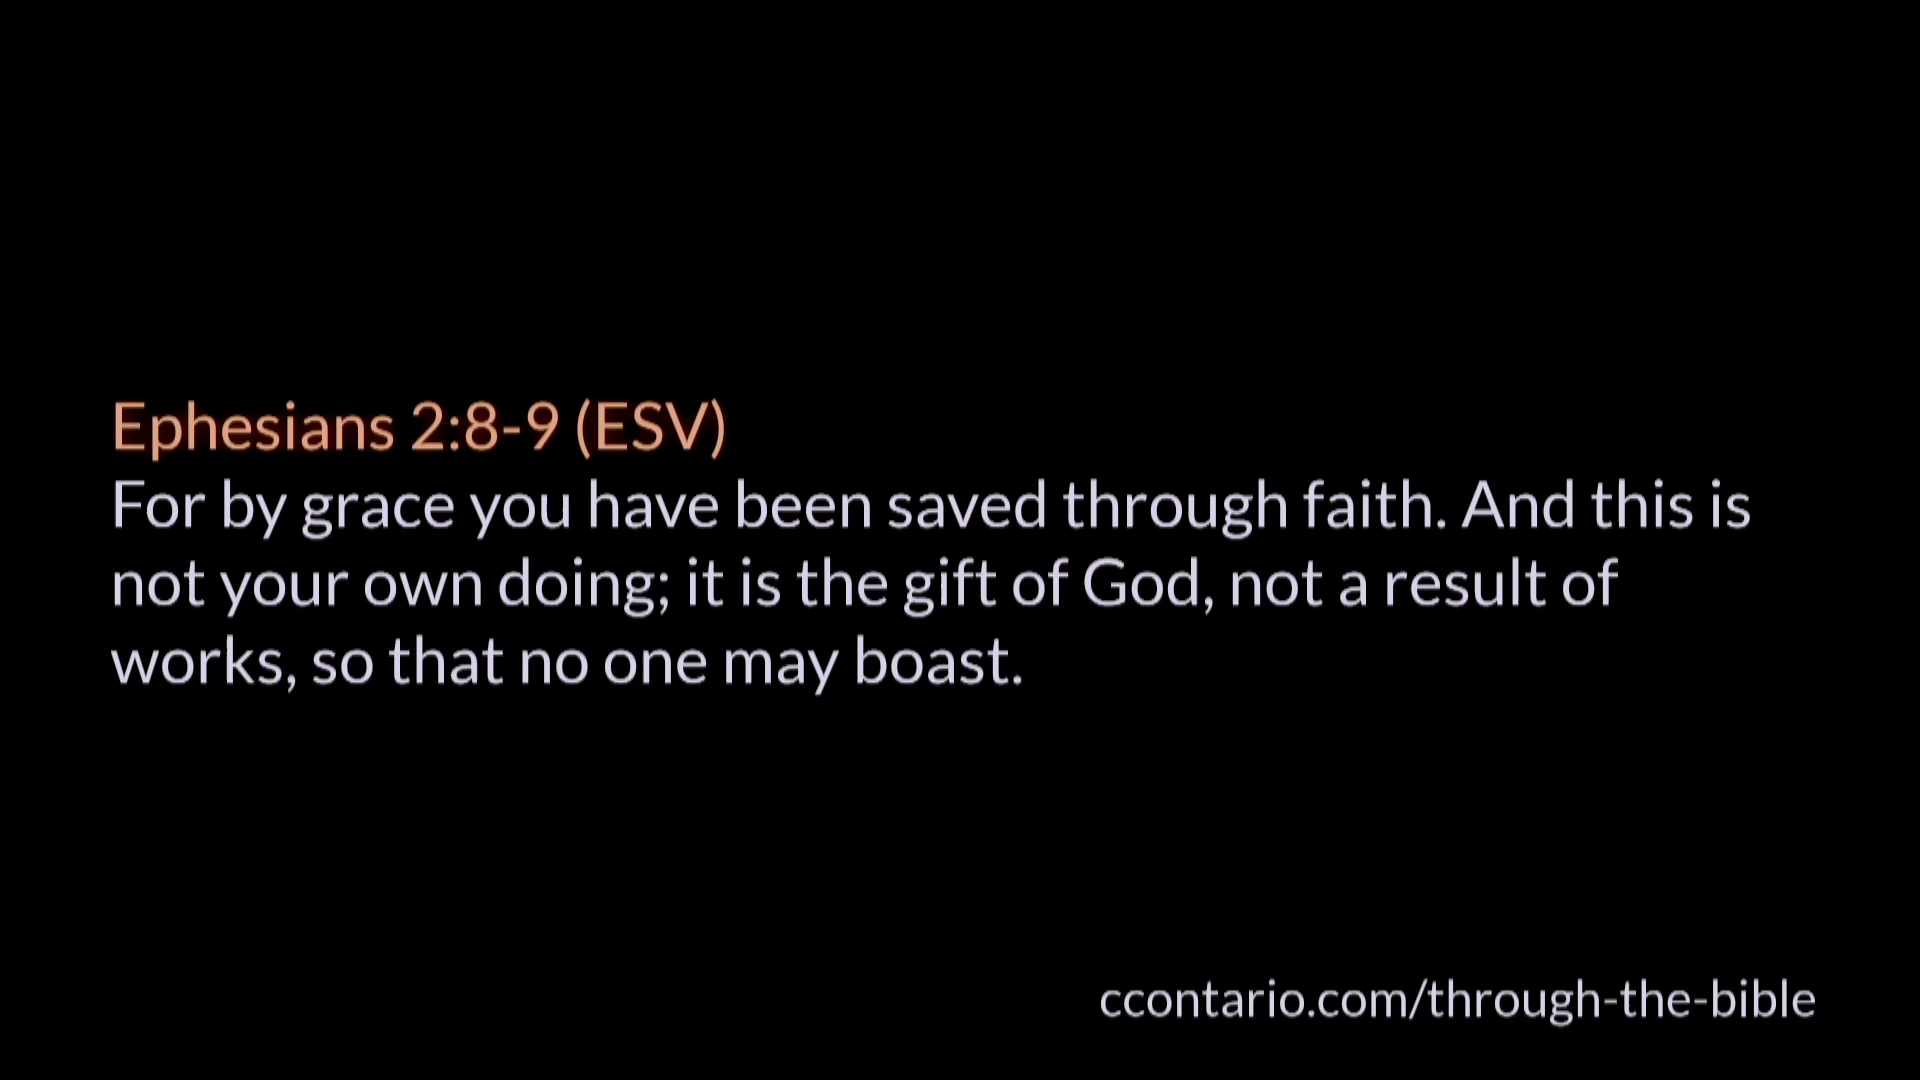 Ephesians 2:8-9 (ESV)
For by grace you have been saved through faith. And this is
not your own doing; it is the gift of God, not a result of
works, so that no one may boast.
ccontario.com/through-the-bible